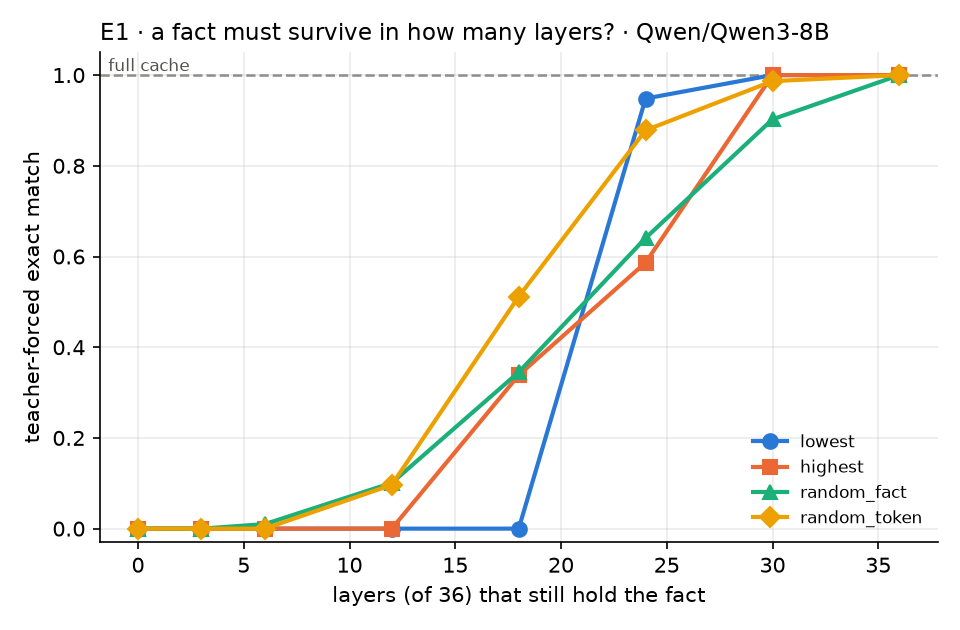 E1 · a fact must survive in how many layers? · Qwen/Qwen3-8B
full cache
1.0
0.8
0.6
0.4
0.2
0.0
teacher-forced exact match
lowest
highest
random_fact
random_token
0 5 10 15 20 25 30 35
layers (of 36) that still hold the fact